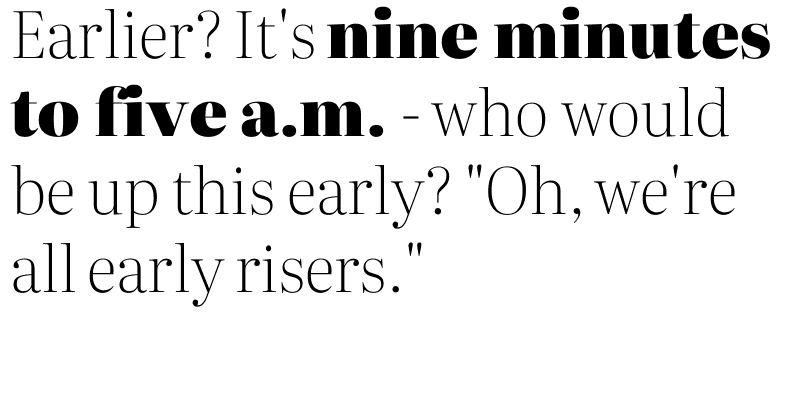 Earlier? It's nine minutes
to five a.m. - who would
be up this early? "Oh, we're
all early risers."